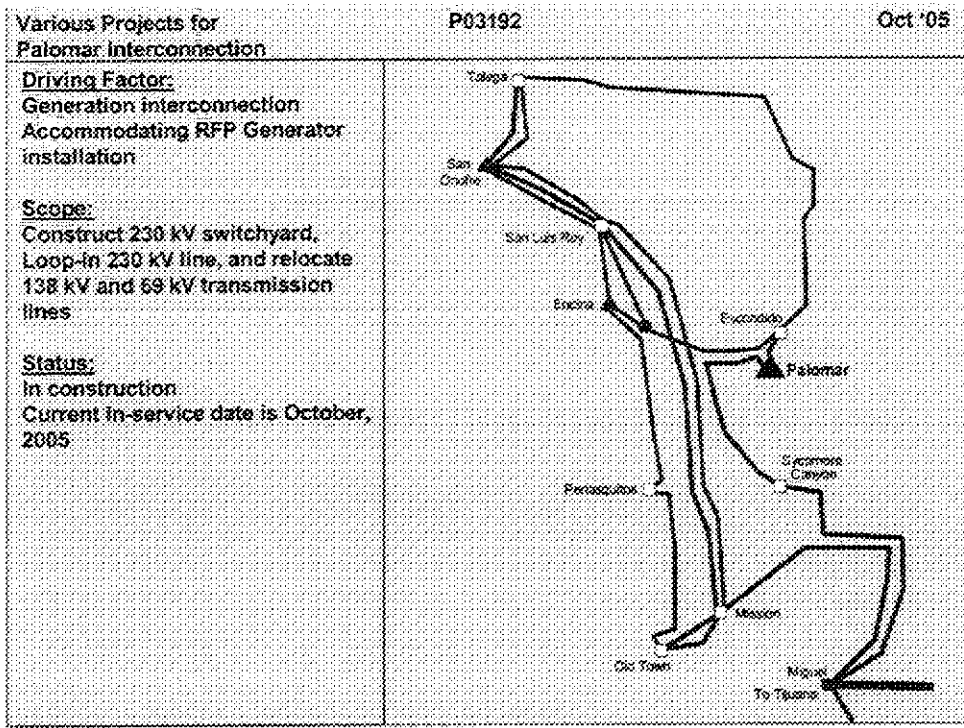 Various Projects for
Palomar Interconnection
P03192
Oct '05
Driving Factor:
Generation interconnection
Accommodating RFP Generator
installation
Scope:
Construct 230 kV switchyard,
Loop-in 230 kV line, and relocate
138 kV and 69 kV transmission
lines
Status:
In construction
Current in-service date is October,
2005
Talega
San
Onofre
San Luis Rey
Encina
Escondido
Palomar
Sycamore
Canyon
Penasquitos
Mission
Old Town
Miguel
To Tijuana